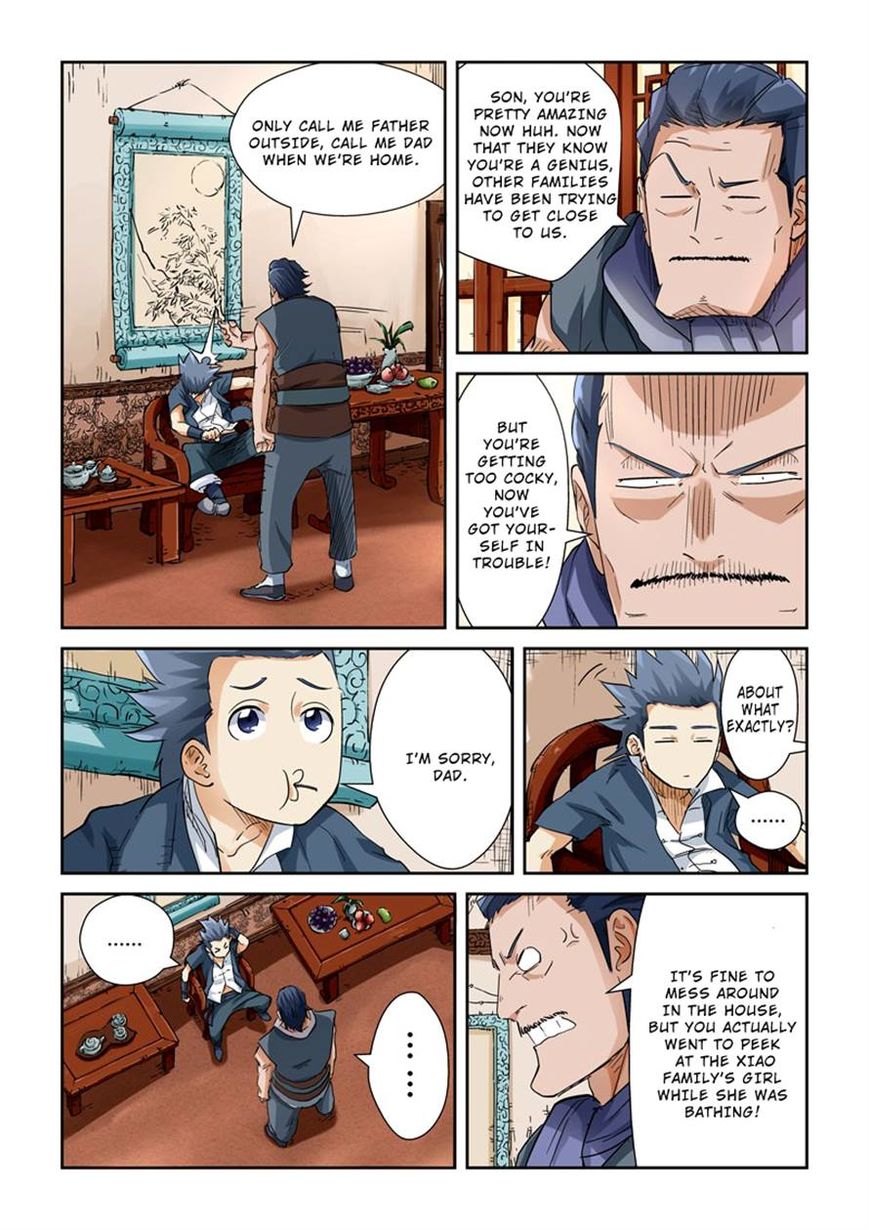 ONLY CALL ME FATHER
OUTSIDE, CALL ME DAD
WHEN WE'RE HOME.
SON, YOU'RE
PRETTY AMAZING
NOW HUH. NOW
THAT THEY KNOW
YOU'RE A GENIUS,
OTHER FAMILIES
HAVE BEEN TRYING
TO GET CLOSE
TO US.
BUT
YOU'RE
GETTING
TOO COCKY,
NOW
YOU'VE
GOT YOUR-
SELF IN
TROUBLE!
I'M SORRY,
DAD.
ABOUT
WHAT
EXACTLY?
......
......
......
IT'S FINE TO
MESS AROUND
IN THE HOUSE,
BUT YOU ACTUALLY
WENT TO PEEK
AT THE XIAO
FAMILY'S GIRL
WHILE SHE WAS
BATHING!